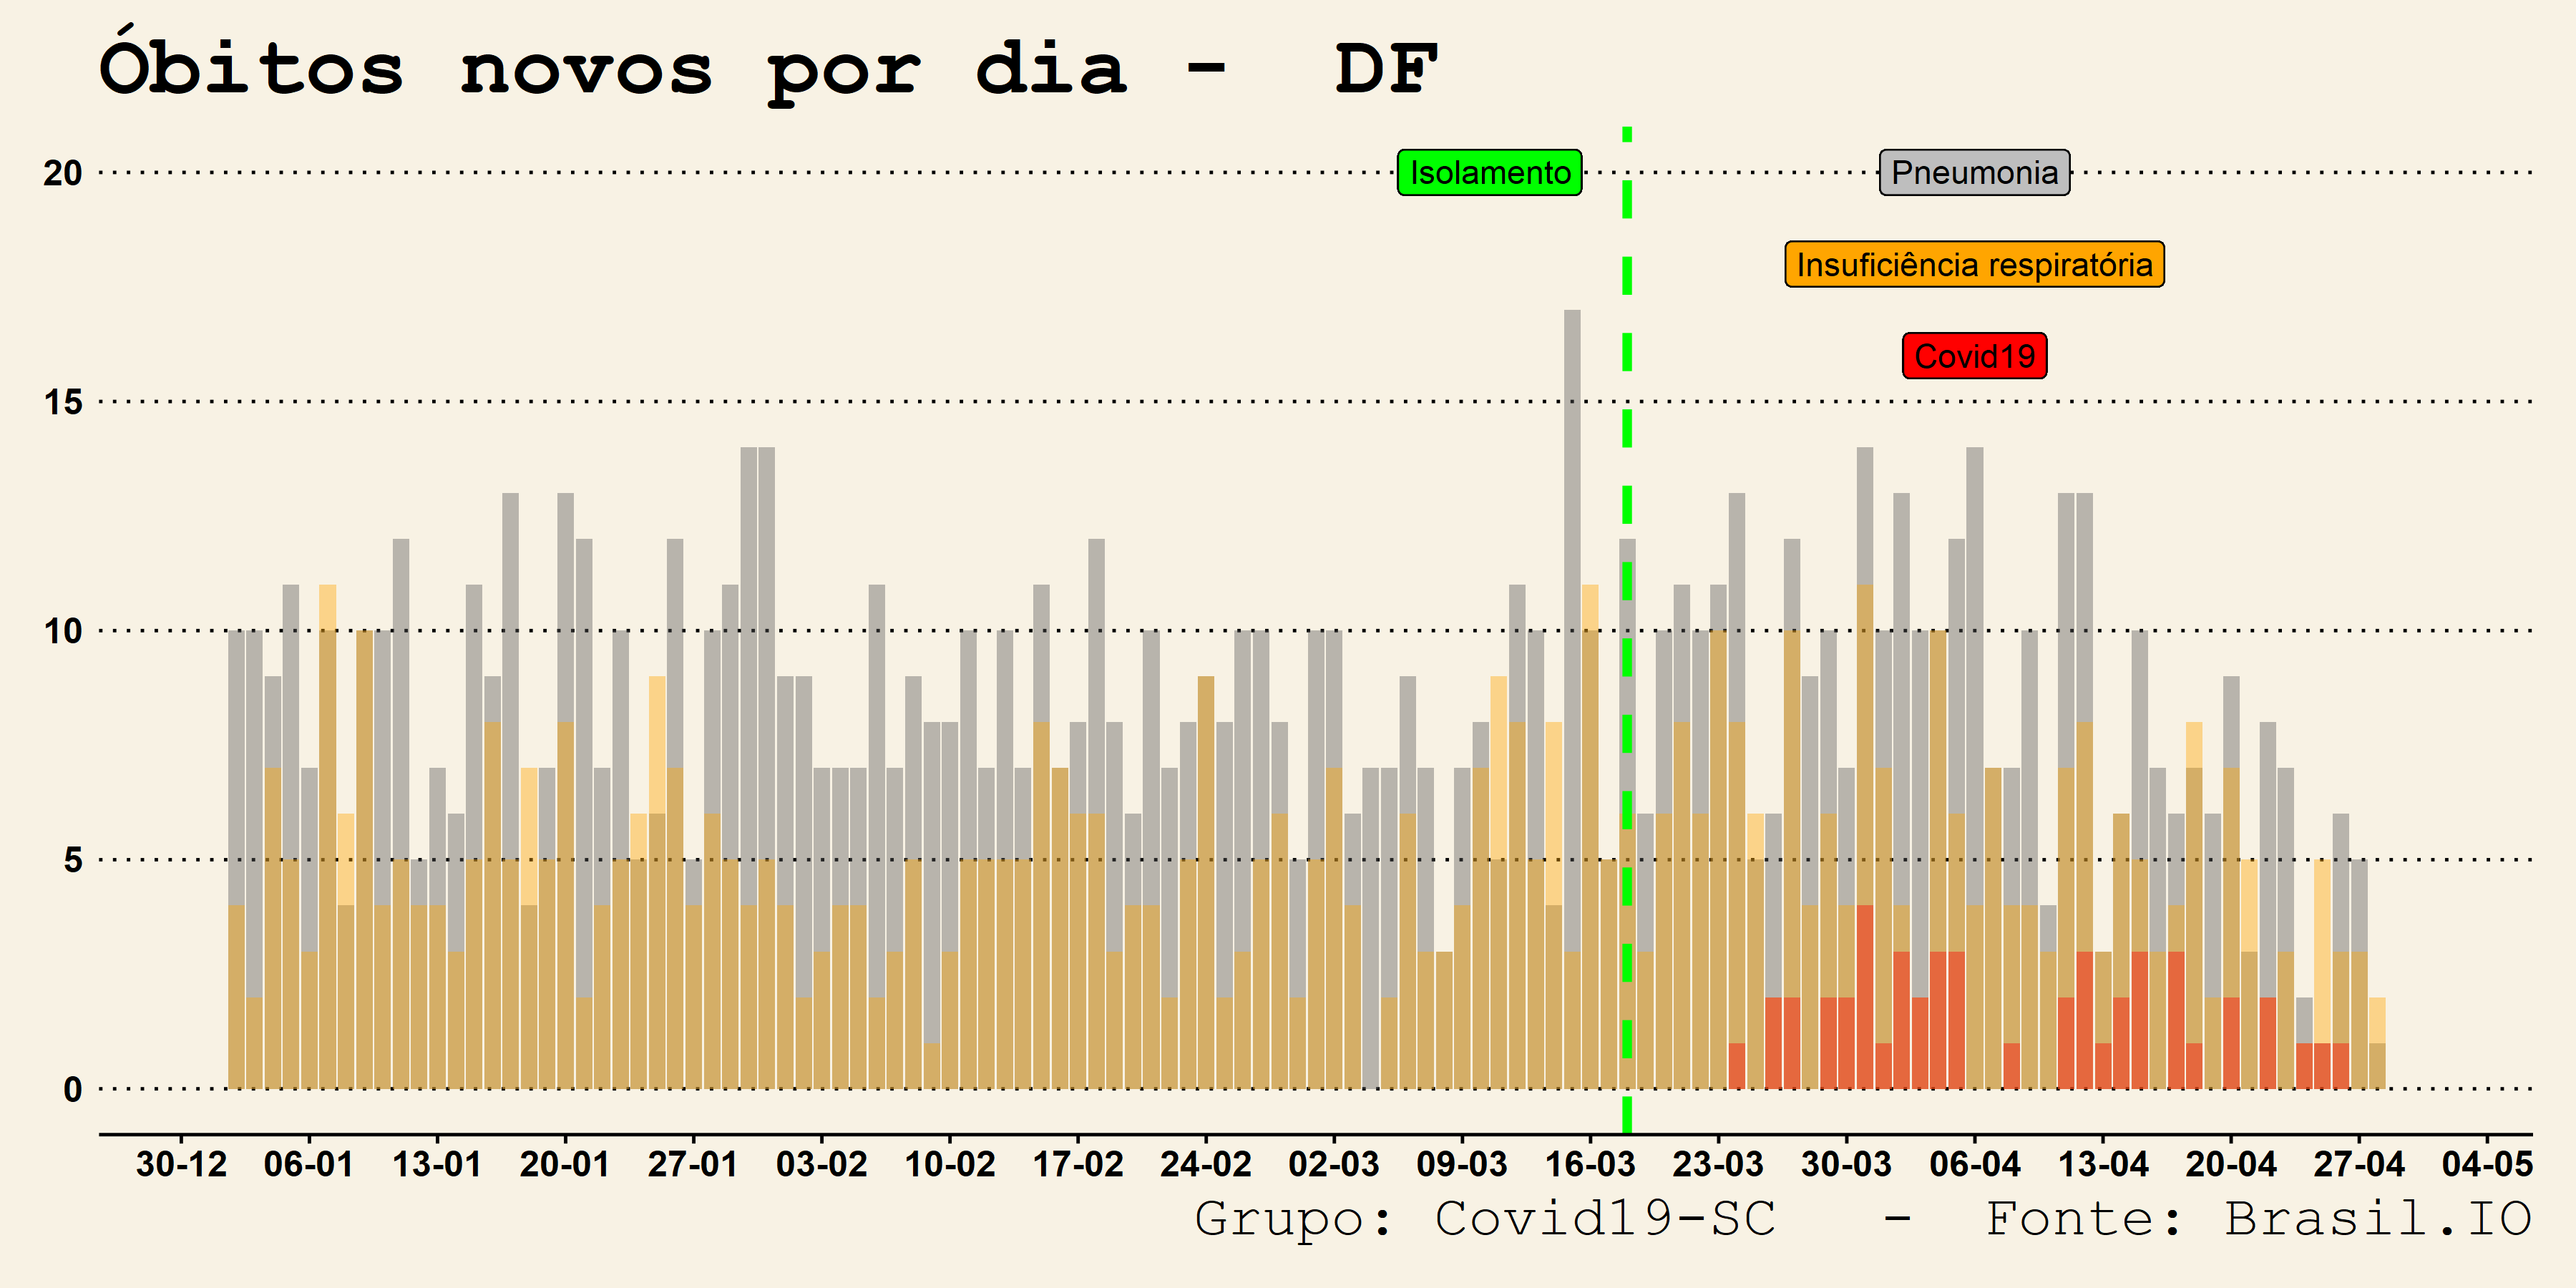 Óbitos novos por dia -  DF
20
Isolamento
Pneumonia
Insuficiência respiratória
Covid19
15
10
5
0
30-12 06-01 13-01 20-01 27-01 03-02 10-02 17-02 24-02 02-03 09-03 16-03 23-03 30-03 06-04 13-04 20-04 27-04 04-05
Grupo: Covid19-SC  -  Fonte: Brasil.IO